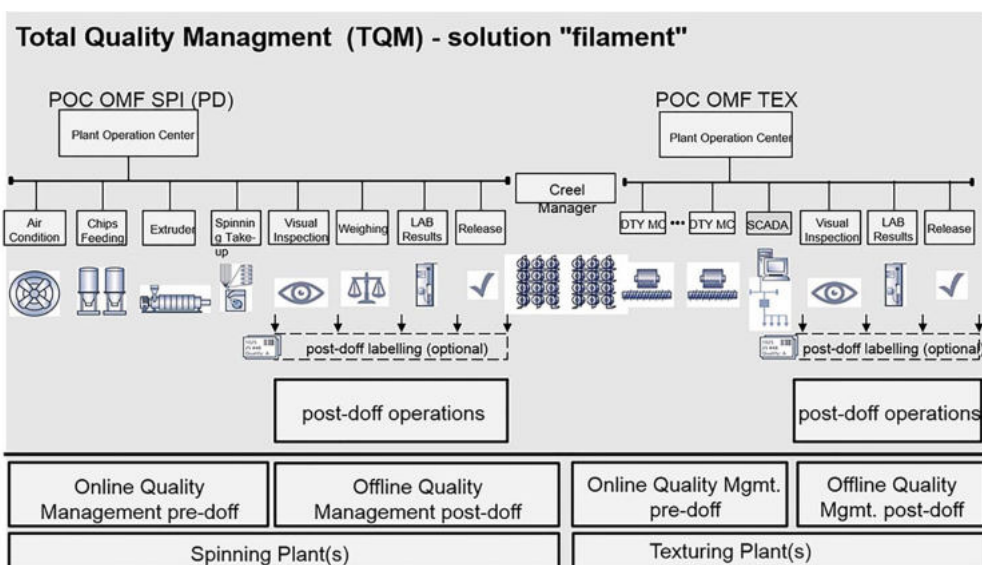 Total Quality Managment (TQM) - solution "filament"
POC OMF SPI (PD)
Plant Operation Center
Air
Condition
Chips
Feeding
Extruder
Spinnin
g Take-
up
Visual
Inspection
Weighing
LAB
Results
Release
Creel
Manager
POC OMF TEX
Plant Operation Center
DTY MC
•••
DTY MC
SCADA
Visual
Inspection
LAB
Results
Release
post-doff labelling (optional)
post-doff labelling (optional)
post-doff operations
post-doff operations
Online Quality
Management pre-doff
Offline Quality
Management post-doff
Online Quality Mgmt.
pre-doff
Offline Quality
Mgmt. post-doff
Spinning Plant(s)
Texturing Plant(s)